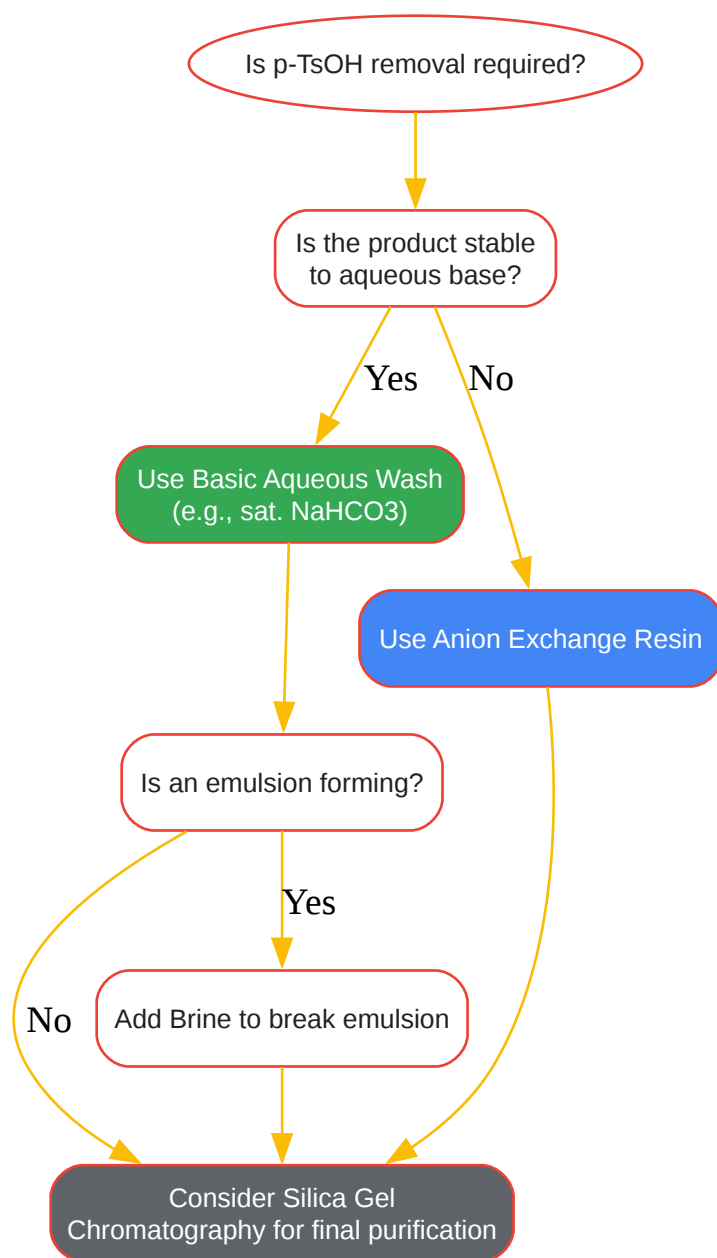 Is p-TsOH removal required?
Is the product stable
to aqueous base?
Yes
No
Use Basic Aqueous Wash
(e.g., sat. NaHCO3)
Use Anion Exchange Resin
Is an emulsion forming?
Yes
No
Add Brine to break emulsion
Consider Silica Gel
Chromatography for final purification